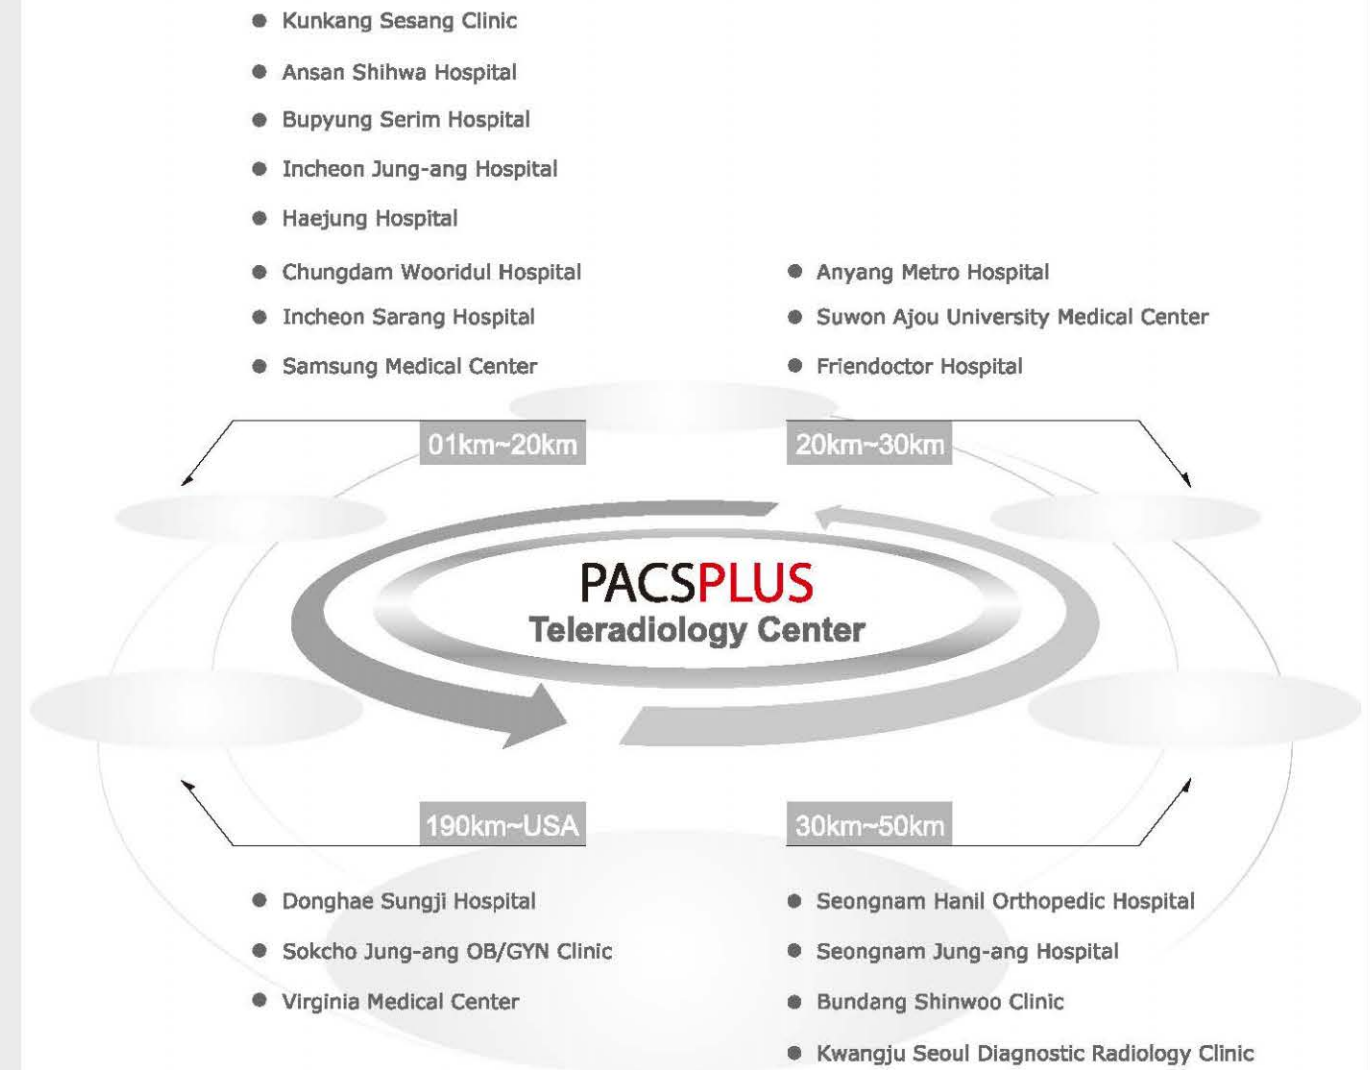 Kunkang Sesang Clinic
Ansan Shihwa Hospital
Bupyung Serim Hospital
Incheon Jung-ang Hospital
Haejung Hospital
Chungdam Wooridul Hospital
Incheon Sarang Hospital
Samsung Medical Center
01km~20km
Anyang Metro Hospital
Suwon Ajou University Medical Center
Friendoctor Hospital
20km~30km
PACSPLUS
Teleradiology Center
190km~USA
Donghae Sungji Hospital
Sokcho Jung-ang OB/GYN Clinic
Virginia Medical Center
30km~50km
Seongnam Hanil Orthopedic Hospital
Seongnam Jung-ang Hospital
Bundang Shinwoo Clinic
Kwangju Seoul Diagnostic Radiology Clinic